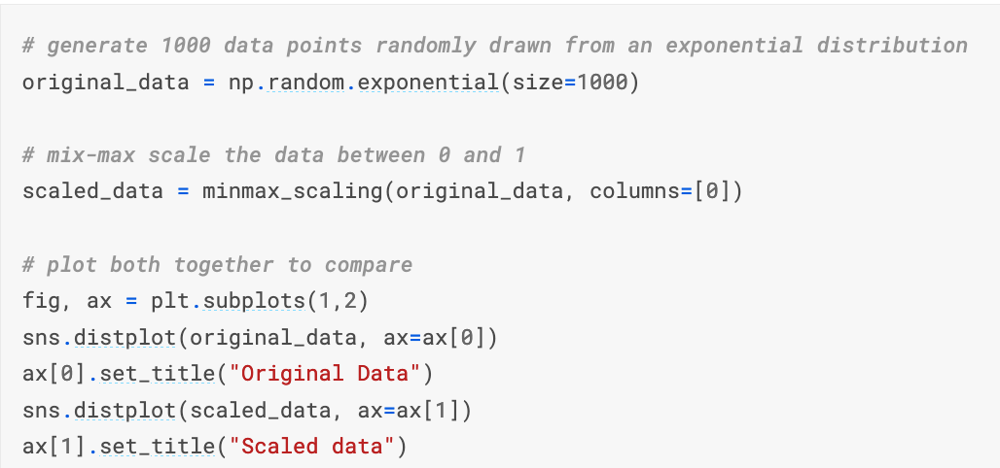 # generate 1000 data points randomly drawn from an exponential distribution
original_data = np.random.exponential(size=1000)
# mix-max scale the data between 0 and 1
scaled_data = minmax_scaling(original_data, columns=[0])
# plot both together to compare
fig, ax = plt.subplots(1,2)
sns.distplot(original_data, ax=ax[0])
ax[0].set_title("Original Data")
sns.distplot(scaled_data, ax=ax[1])
ax[1].set_title("Scaled data")